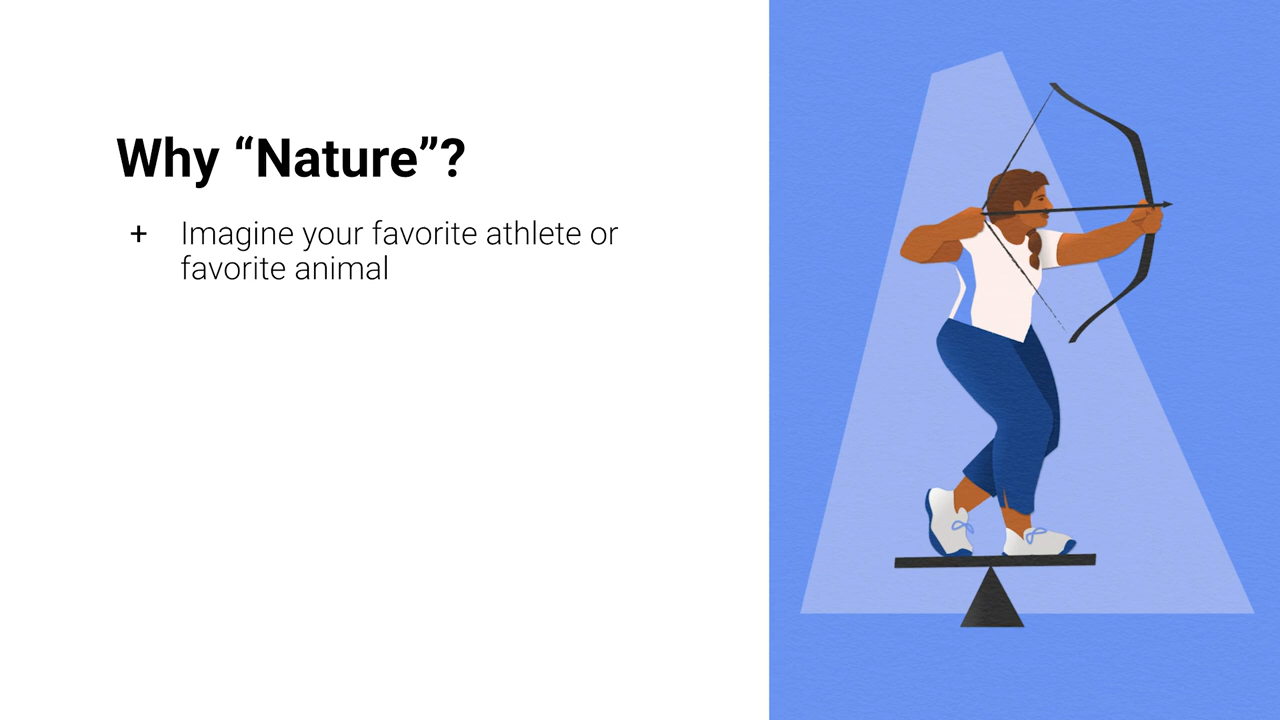 Why “Nature”?
+ Imagine your favorite athlete or
favorite animal